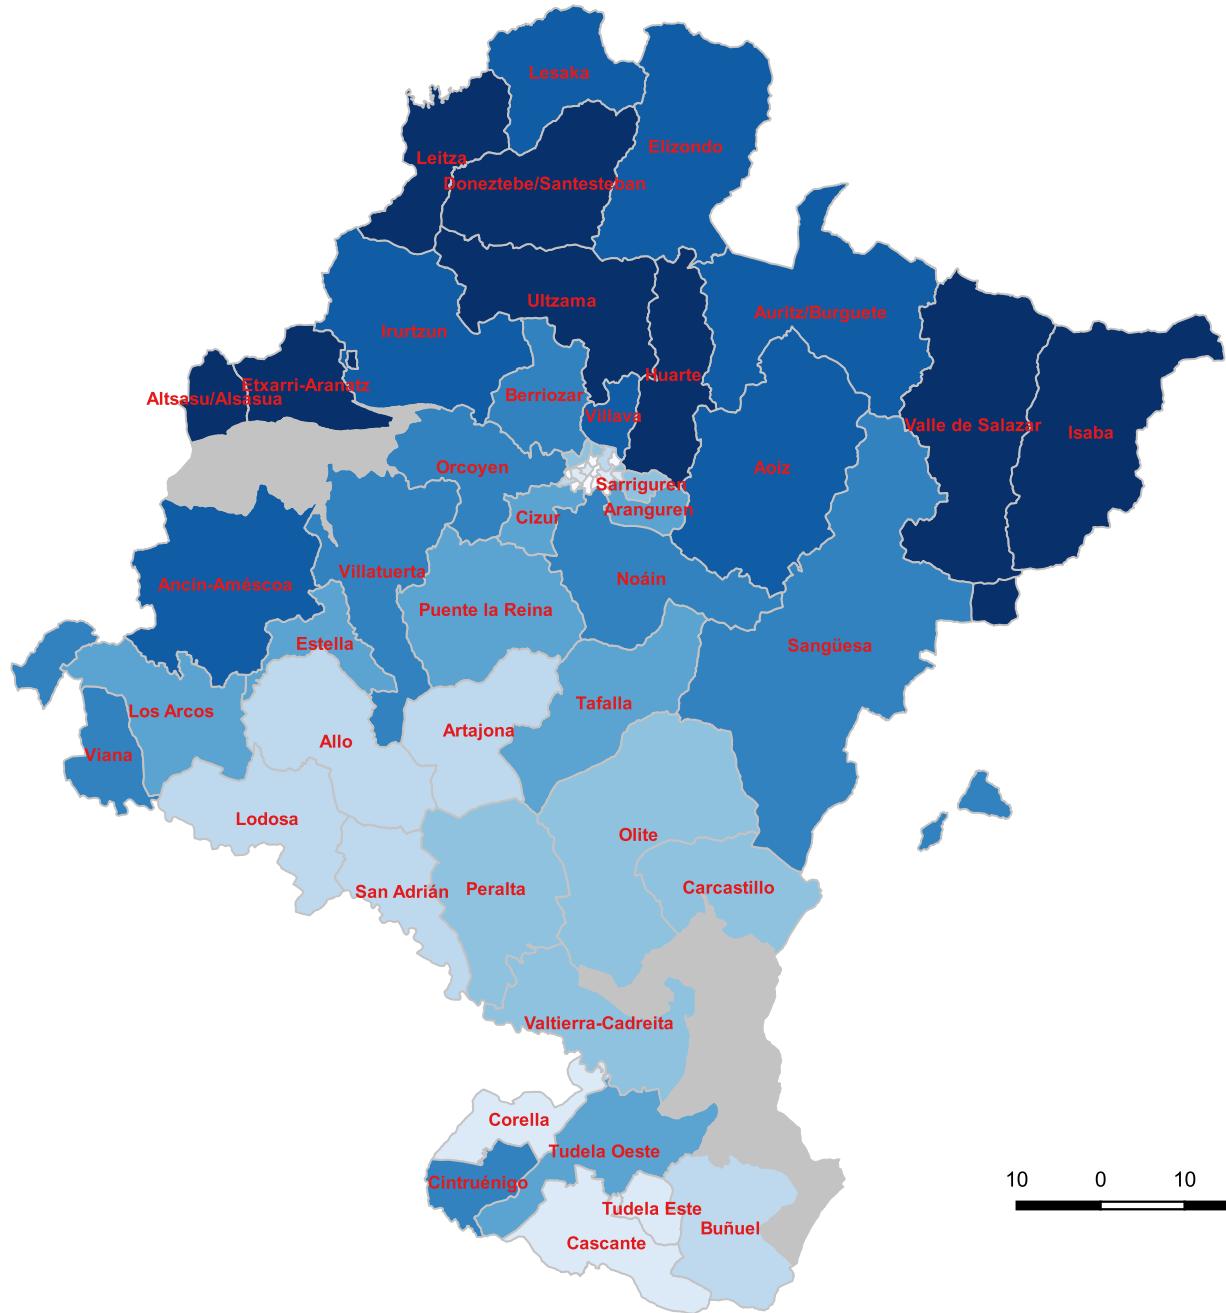 Lesaka
Elizondo
Leitza
Doneztebe/Santesteban
Ultzama
Auritz/Burguete
Irurtzun
Huarte
Etxarri-Aranatz
Altsasu/Alsasua
Berriozar
Villava
Valle de Salazar
Isaba
Orcoyen
Aoiz
Sarriguren
Aranguren
Cizur
Villatuerta
Noáin
Ancín-Améscoa
Puente la Reina
Estella
Sangüesa
Tafalla
Los Arcos
Artajona
Allo
Viana
Lodosa
Olite
San Adrián
Peralta
Carcastillo
Valtierra-Cadreita
Corella
Tudela Oeste
Cintruénigo
10 0 10
Tudela Este
Buñuel
Cascante